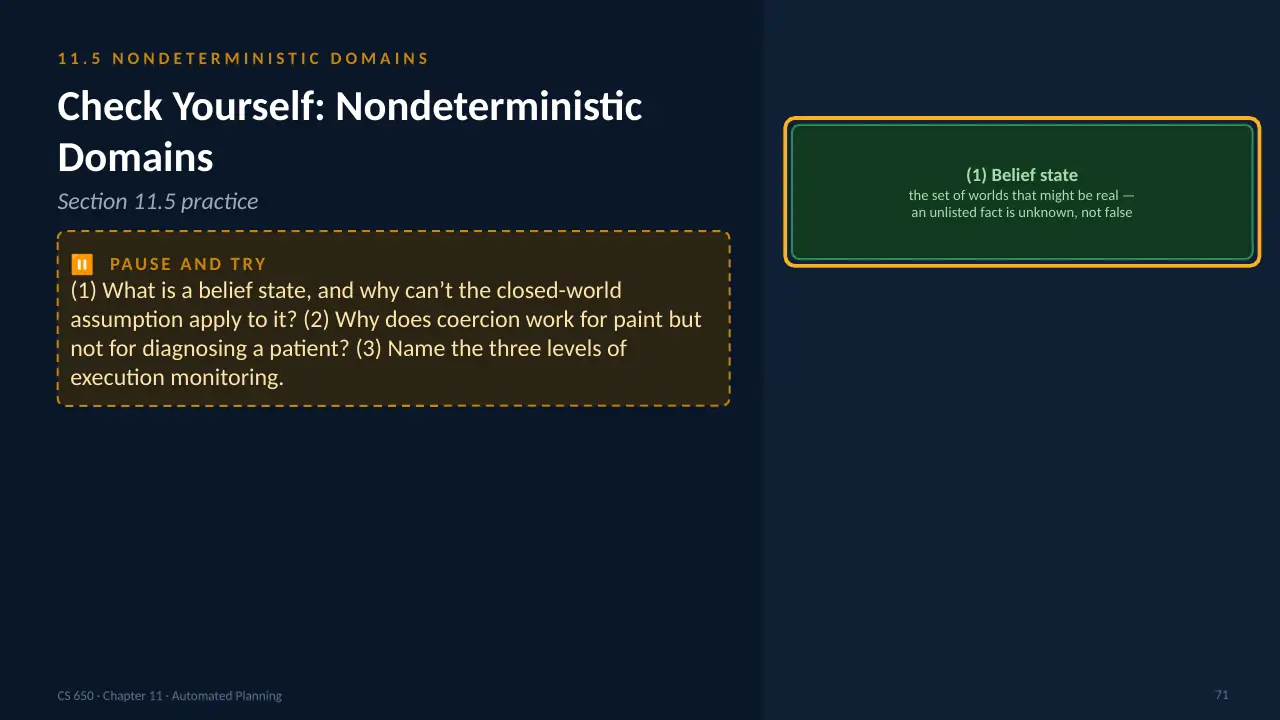 11.5 NONDETERMINISTIC DOMAINS
Check Yourself: Nondeterministic
Domains
Section 11.5 practice
⏸ PAUSE AND TRY
(1) What is a belief state, and why can’t the closed-world
assumption apply to it? (2) Why does coercion work for paint but
not for diagnosing a patient? (3) Name the three levels of
execution monitoring.
(1) Belief state
the set of worlds that might be real —
an unlisted fact is unknown, not false
CS 650 · Chapter 11 · Automated Planning
71